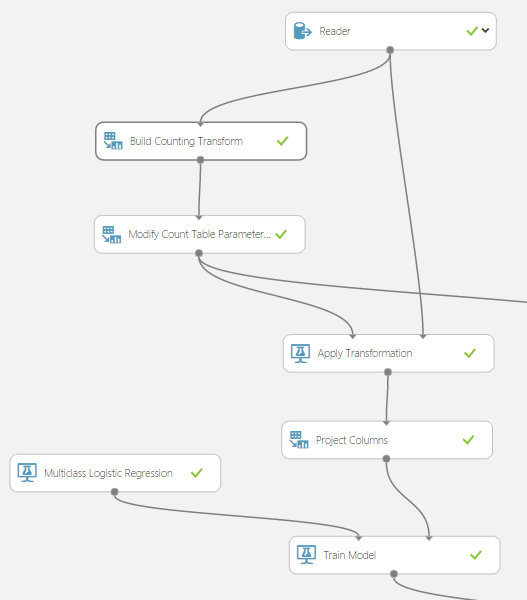 Reader
Build Counting Transform
Modify Count Table Parameter...
Apply Transformation
Project Columns
Multiclass Logistic Regression
Train Model